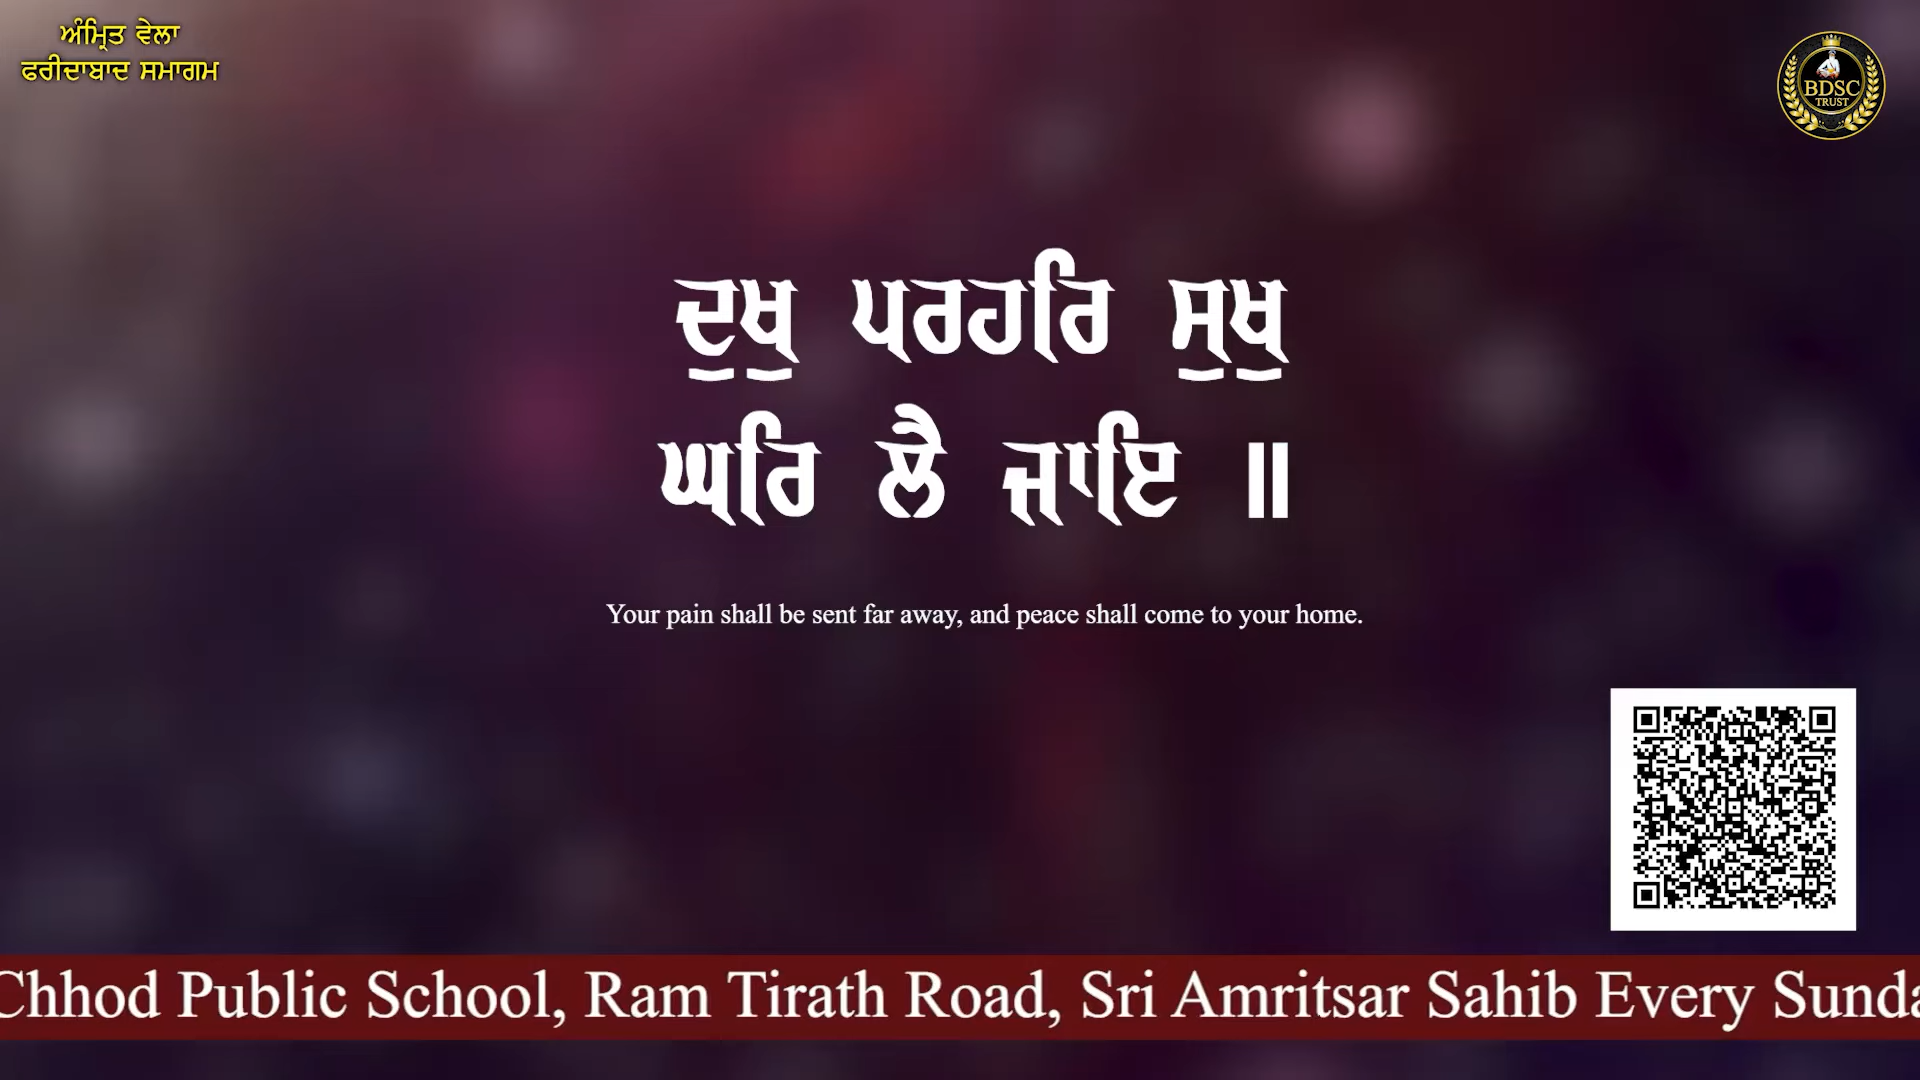 ਅੰਮ੍ਰਿਤ ਵੇਲਾ
ਫਰੀਦਾਬਾਦ ਸਮਾਗਮ
BDSC
TRUST
ਦੁਖੁ ਪਰਹਰਿ ਸੁਖੁ
ਘਰਿ ਲੈ ਜਾਇ ॥
Your pain shall be sent far away, and peace shall come to your home.
Chhod Public School, Ram Tirath Road, Sri Amritsar Sahib Every Sunda